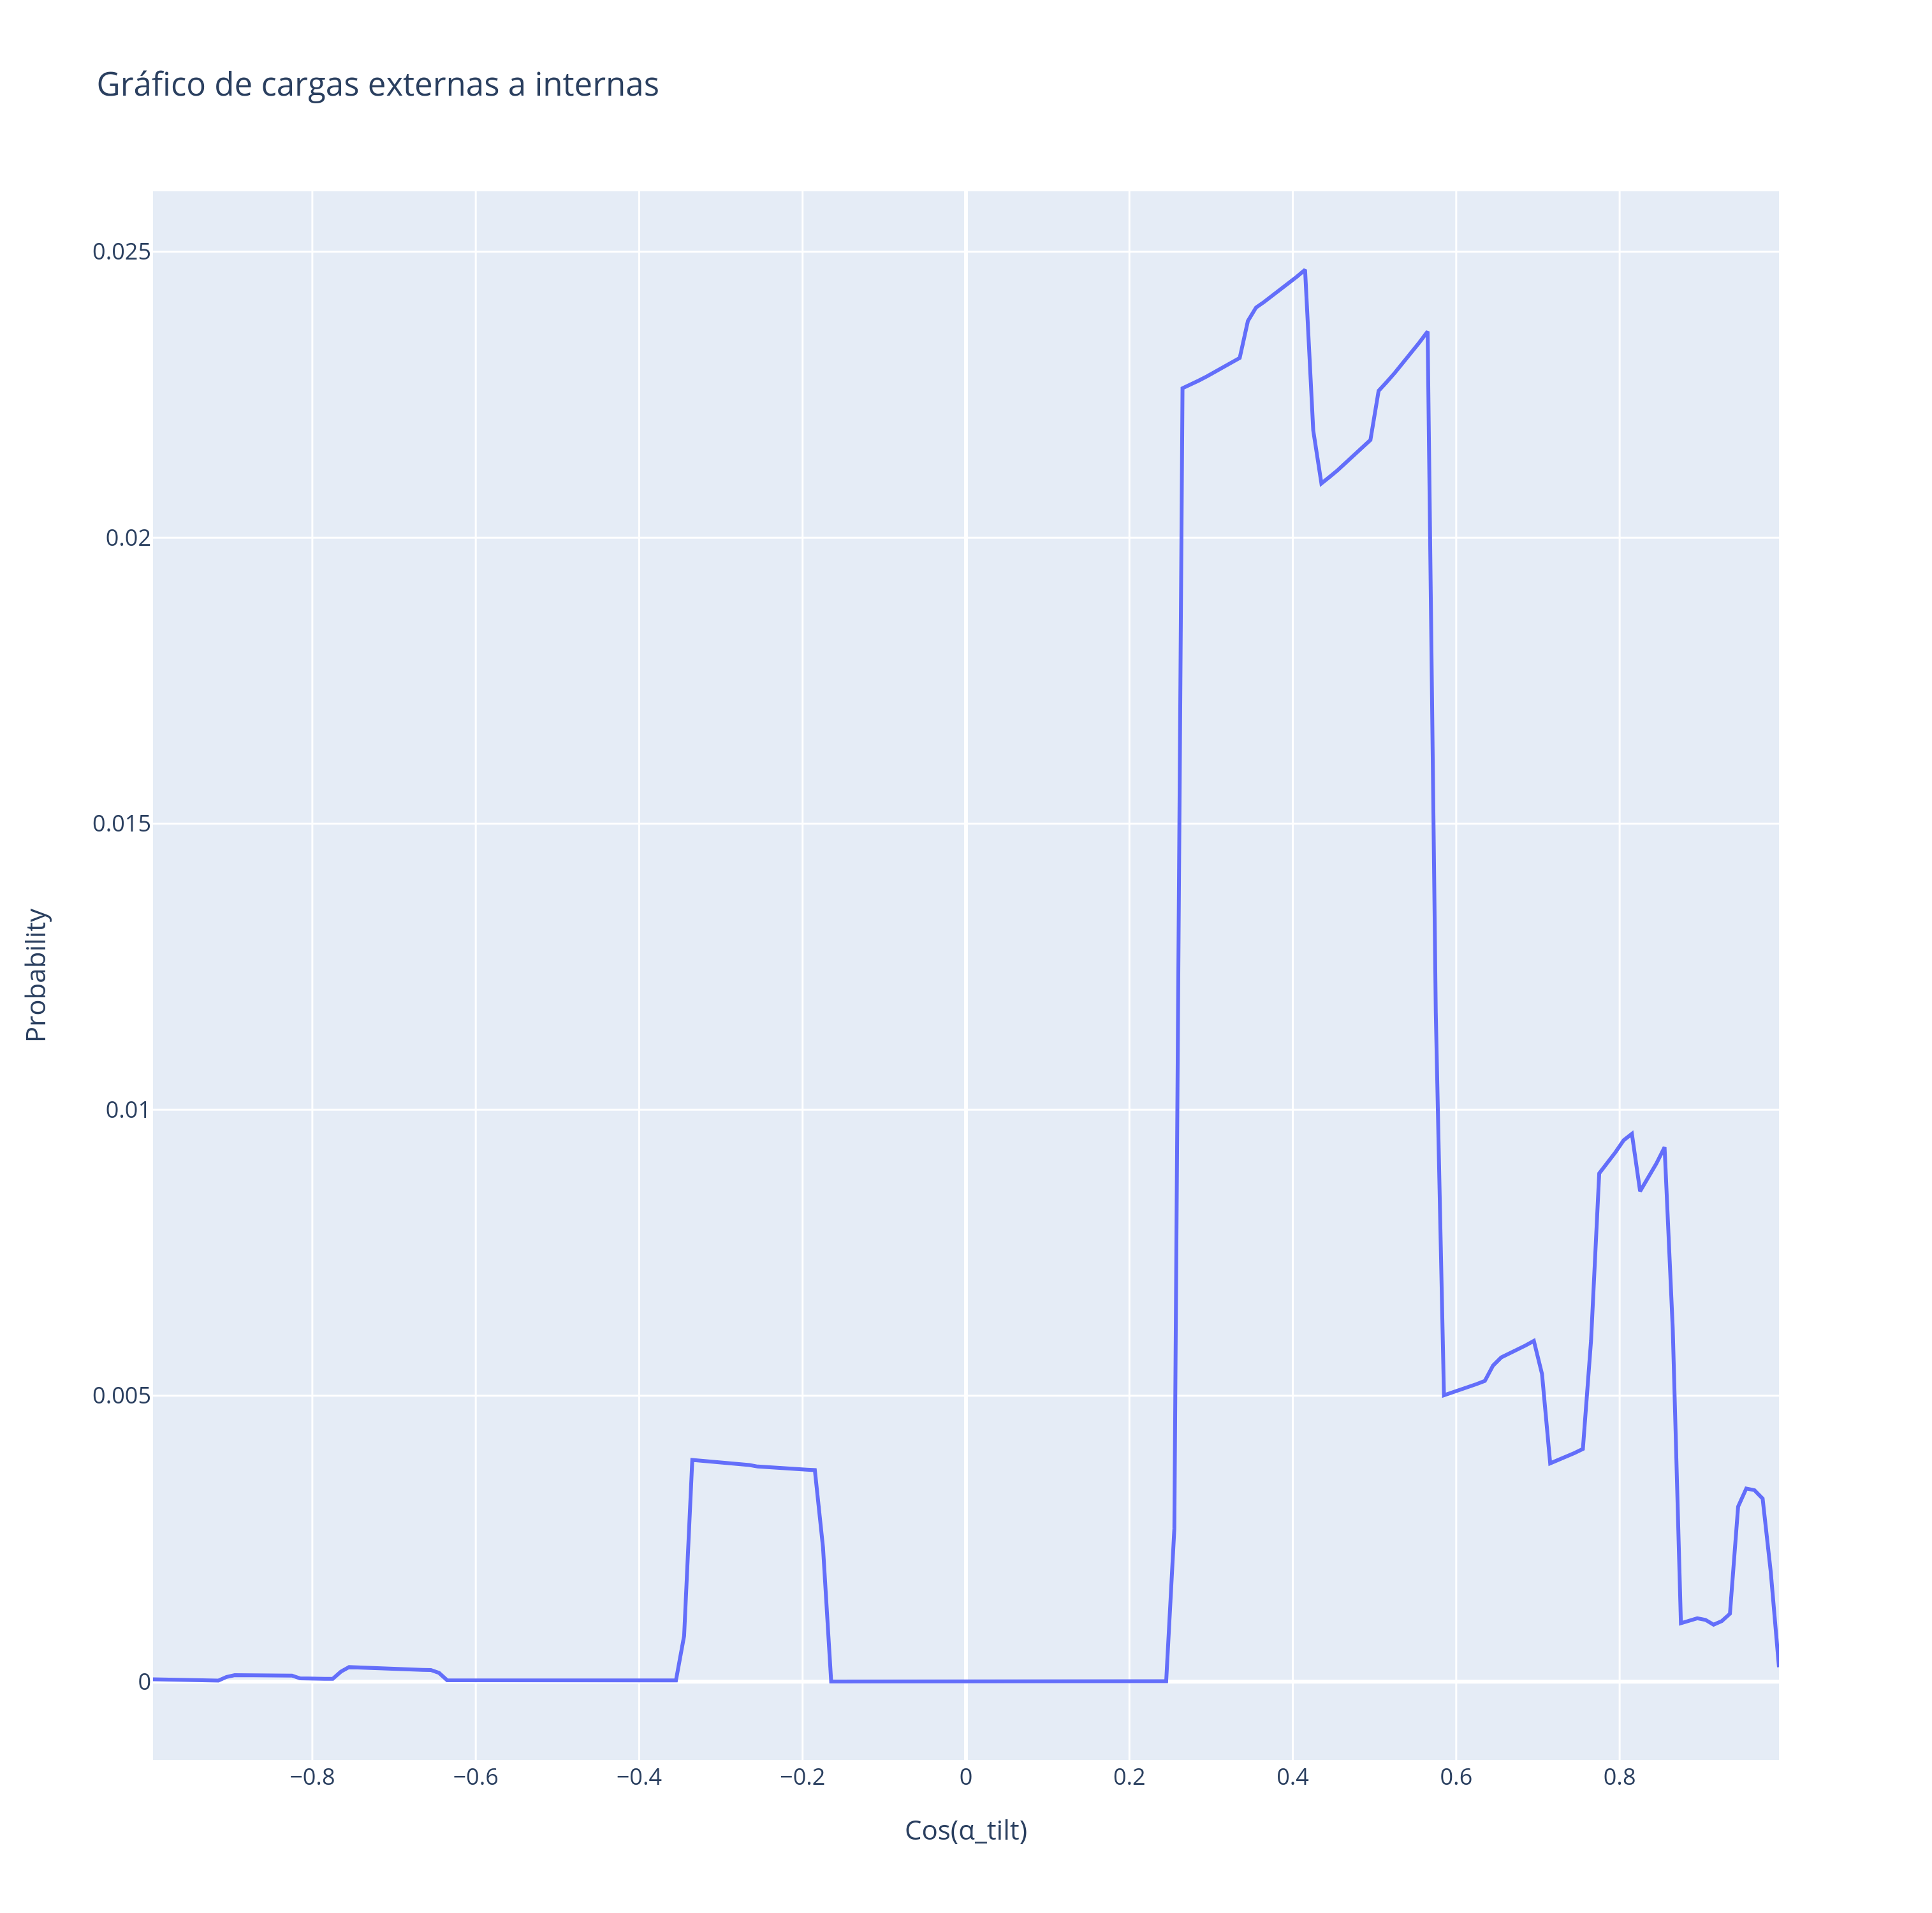 Gráfico de cargas externas a internas
0.025
0.02
0.015
0.01
0.005
0
Probability
−0.8 −0.6 −0.4 −0.2 0 0.2 0.4 0.6 0.8
Cos(α_tilt)